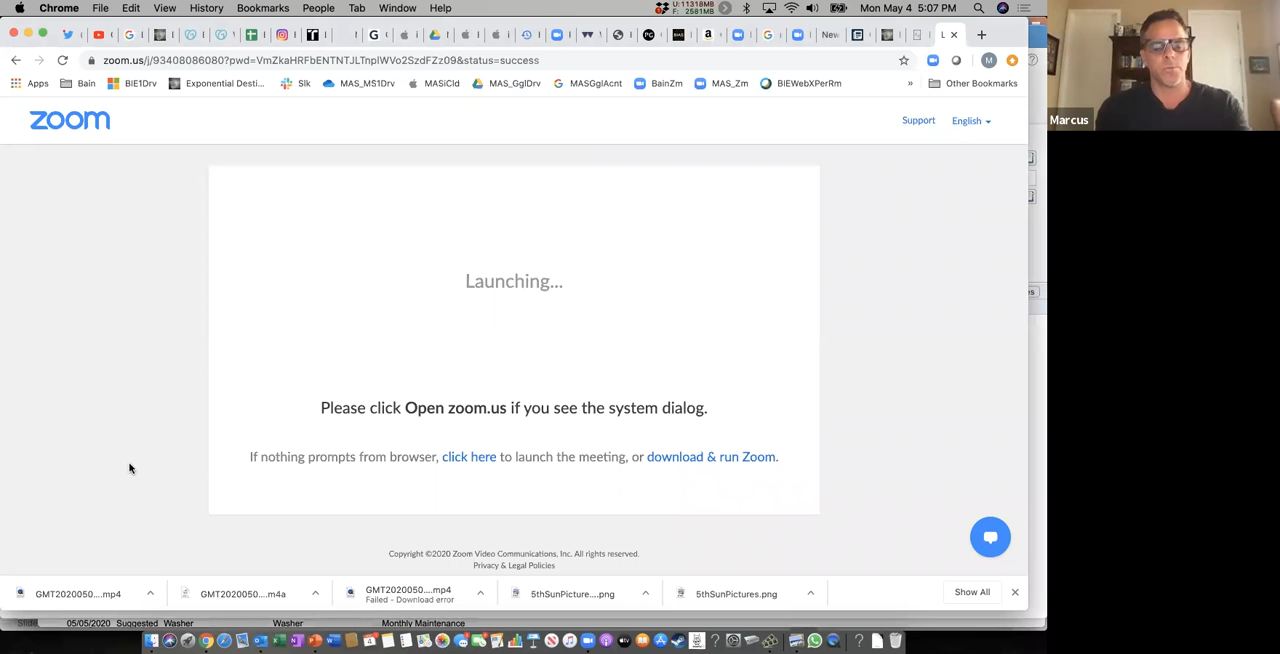 Chrome File Edit View History Bookmarks People Tab Window Help
U: 11318MB
F: 2581MB
Mon May 4 5:07 PM
zoom.us/j/93408086080?pwd=VmZkaHRFbENTNTJLTnplWVo2SzdFZz09&status=success
Apps Bain BIE1Drv Exponential Desti... Slk MAS_MS1Drv MASiCld MAS_GglDrv MASGglAcnt BainZm MAS_Zm BIEWebXPerRm » Other Bookmarks
Marcus
zoom
Support English
Launching...
Please click Open zoom.us if you see the system dialog.
If nothing prompts from browser, click here to launch the meeting, or download & run Zoom.
Copyright ©2020 Zoom Video Communications, Inc. All rights reserved.
Privacy & Legal Policies
GMT2020050....mp4 GMT2020050....m4a GMT2020050....mp4 5thSunPicture....png 5thSunPictures.png Show All
Failed - Download error
05/05/2020 Suggested Washer Washer Monthly Maintenance